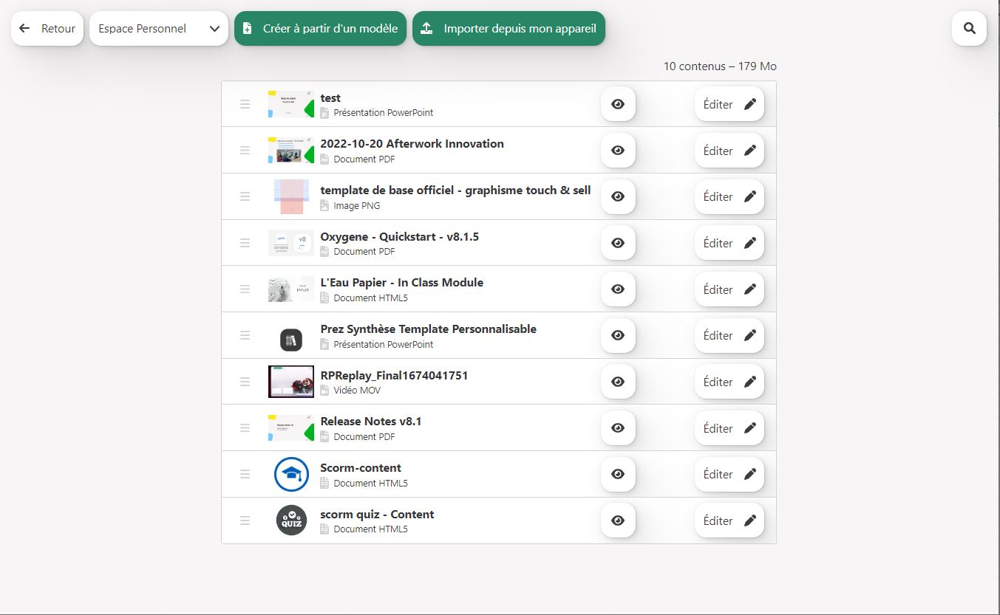 Retour
Espace Personnel
Créer à partir d'un modèle
Importer depuis mon appareil
10 contenus – 179 Mo
test
Présentation PowerPoint
Éditer
2022-10-20 Afterwork Innovation
Document PDF
Éditer
template de base officiel - graphisme touch & sell
Image PNG
Éditer
v8
Oxygene - Quickstart - v8.1.5
Document PDF
Éditer
L'Eau Papier - In Class Module
Document HTML5
Éditer
Prez Synthèse Template Personnalisable
Présentation PowerPoint
Éditer
RPReplay_Final1674041751
Vidéo MOV
Éditer
Release Notes v8.1
Document PDF
Éditer
Scorm-content
Document HTML5
Éditer
QUIZ
scorm quiz - Content
Document HTML5
Éditer